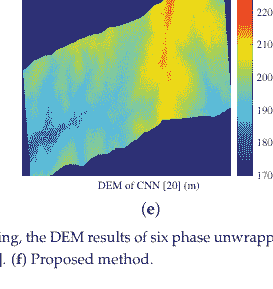 220
210
200
190
180
170
DEM of CNN [20] (m)
(e)
ing, the DEM results of six phase unwrapp
]. (f) Proposed method.